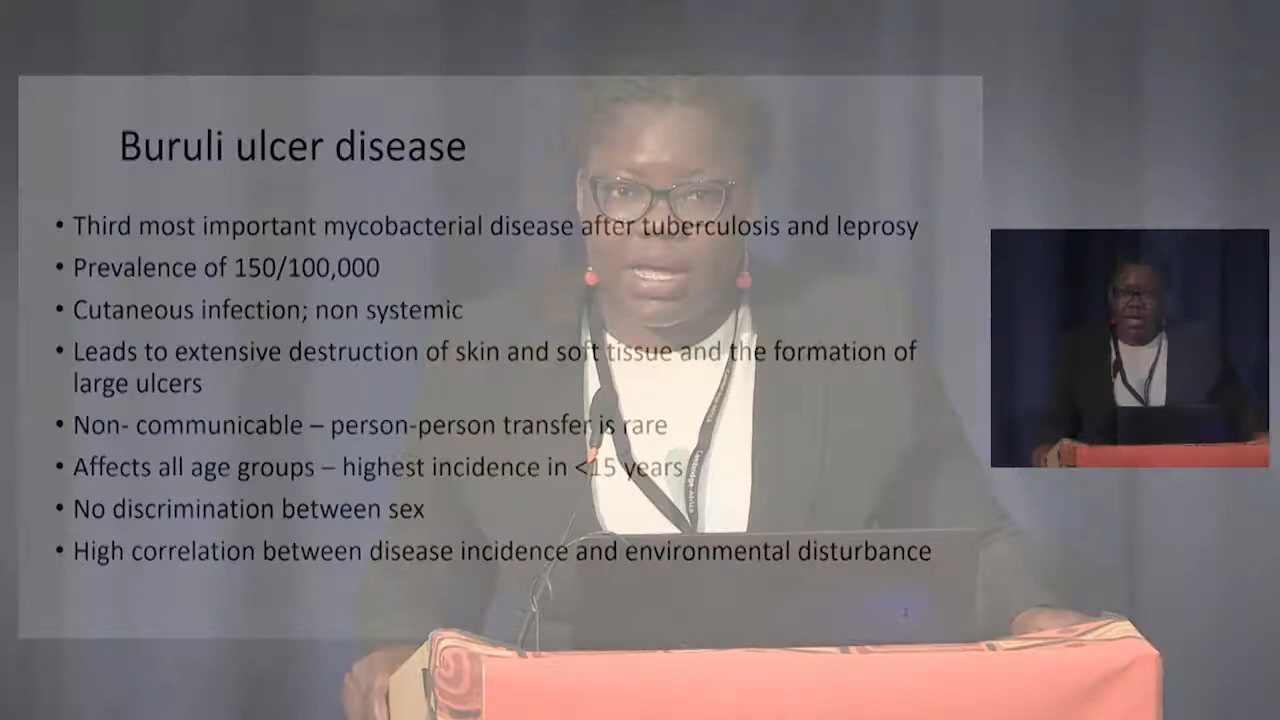 Buruli ulcer disease
• Third most important mycobacterial disease after tuberculosis and leprosy
• Prevalence of 150/100,000
• Cutaneous infection; non systemic
• Leads to extensive destruction of skin and soft tissue and the formation of
large ulcers
• Non- communicable – person-person transfer is rare
• Affects all age groups – highest incidence in <15 years
• No discrimination between sex
• High correlation between disease incidence and environmental disturbance
Cambridge-Africa